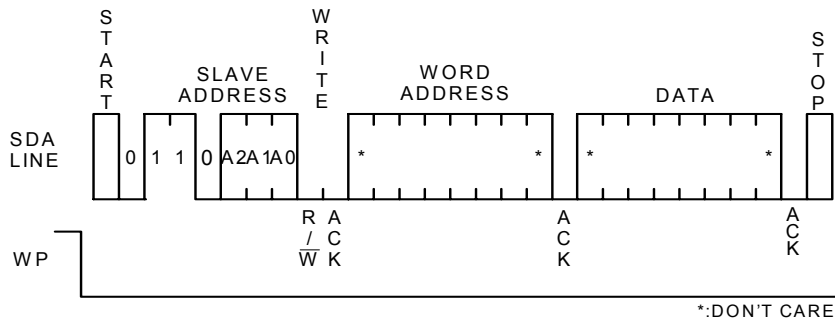 START
WRITE
STOP
SLAVE
ADDRESS
WORD
ADDRESS
DATA
SDA
LINE
0 1 1 0 A2 A1 A0
* * * *
R/W
ACK
ACK
ACK
WP
*:DON'T CARE